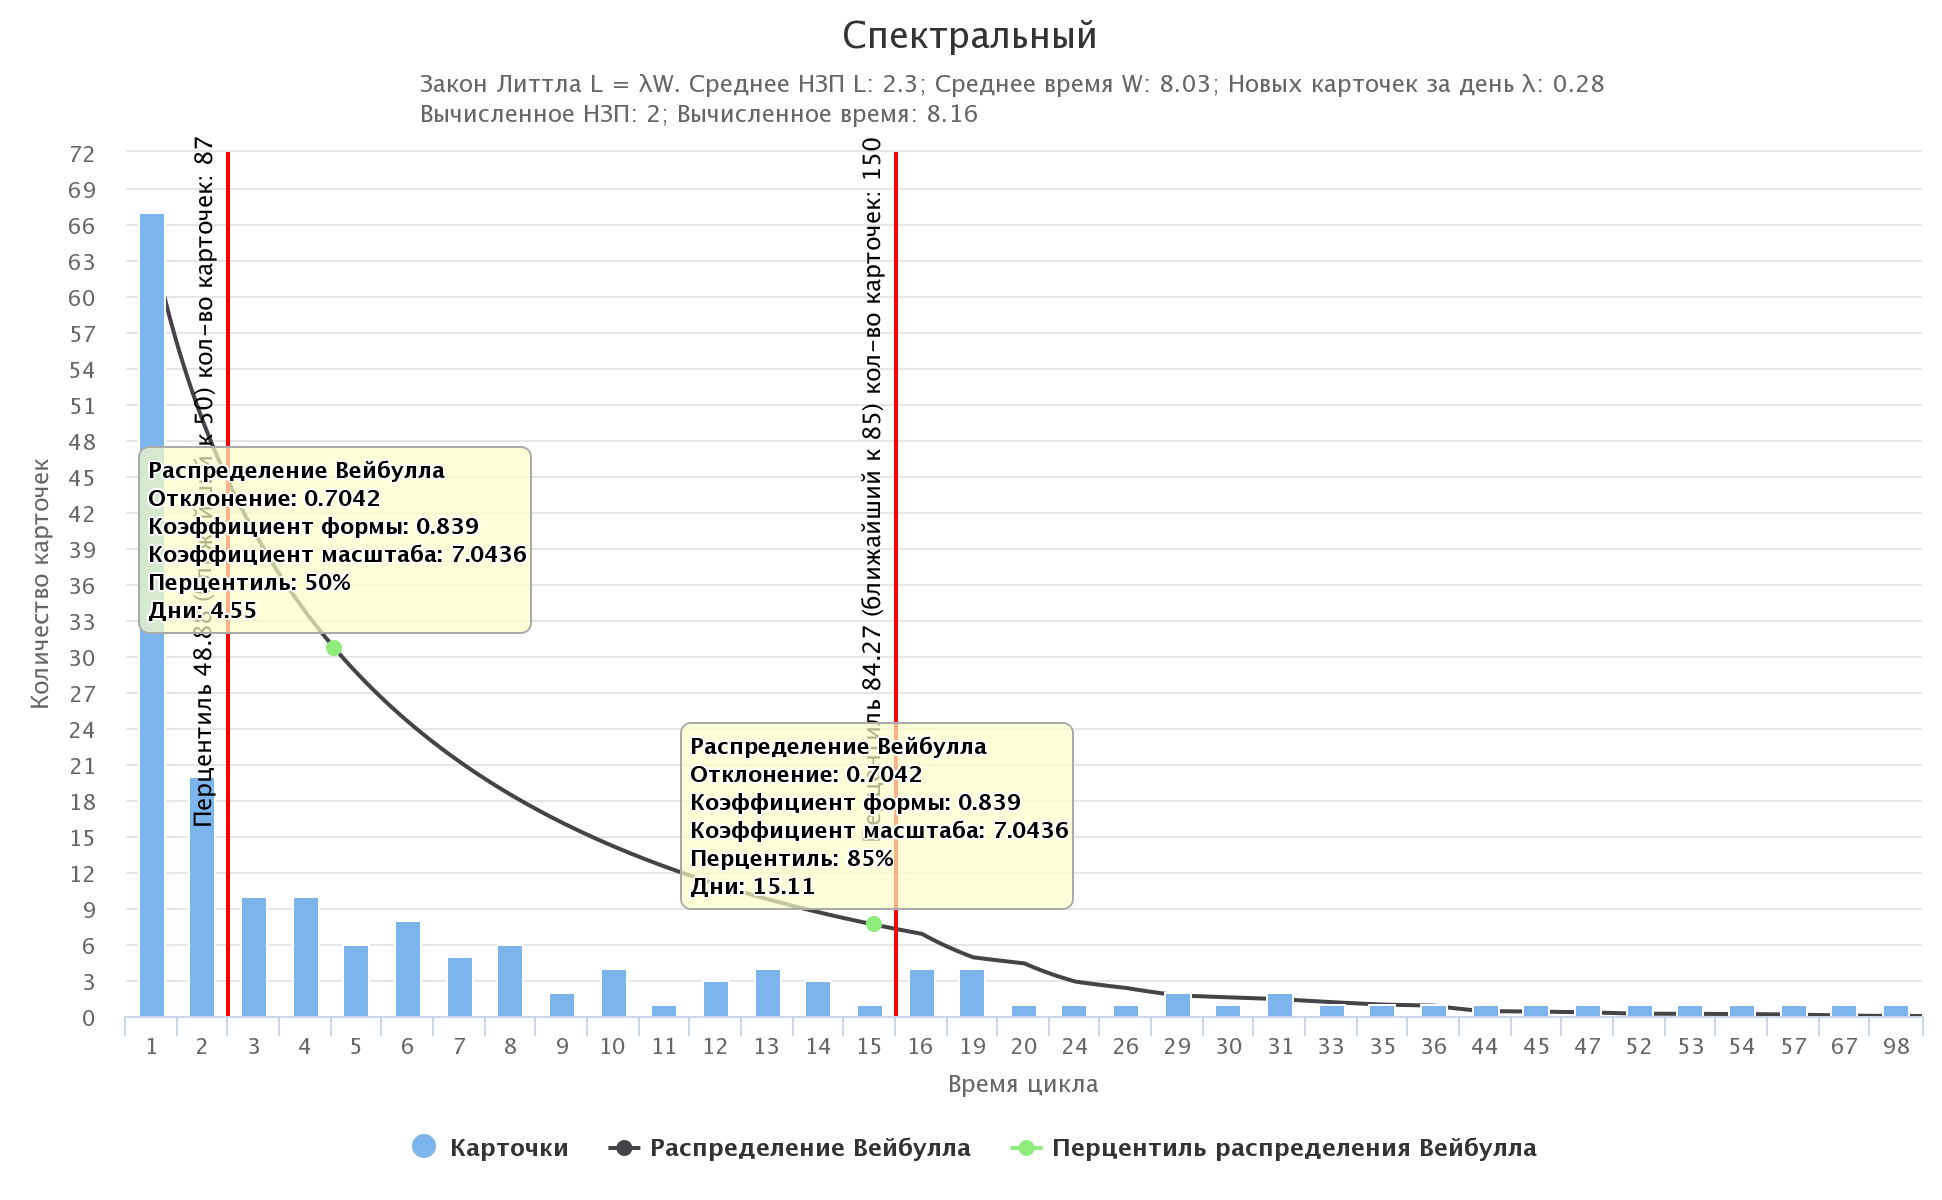 Спектральный
Закон Литтла L = λW. Среднее НЗП L: 2.3; Среднее время W: 8.03; Новых карточек за день λ: 0.28
Вычисленное НЗП: 2; Вычисленное время: 8.16
Количество карточек
72
69
66
63
60
57
54
51
48
45
42
39
36
33
30
27
24
21
18
15
12
9
6
3
0
Перцентиль 48.88 (ближайший к 50) кол-во карточек: 87
Перцентиль 84.27 (ближайший к 85) кол-во карточек: 150
Распределение Вейбулла
Отклонение: 0.7042
Коэффициент формы: 0.839
Коэффициент масштаба: 7.0436
Перцентиль: 50%
Дни: 4.55
Распределение Вейбулла
Отклонение: 0.7042
Коэффициент формы: 0.839
Коэффициент масштаба: 7.0436
Перцентиль: 85%
Дни: 15.11
1 2 3 4 5 6 7 8 9 10 11 12 13 14 15 16 19 20 24 26 29 30 31 33 35 36 44 45 47 52 53 54 57 67 98
Время цикла
Карточки Распределение Вейбулла Перцентиль распределения Вейбулла